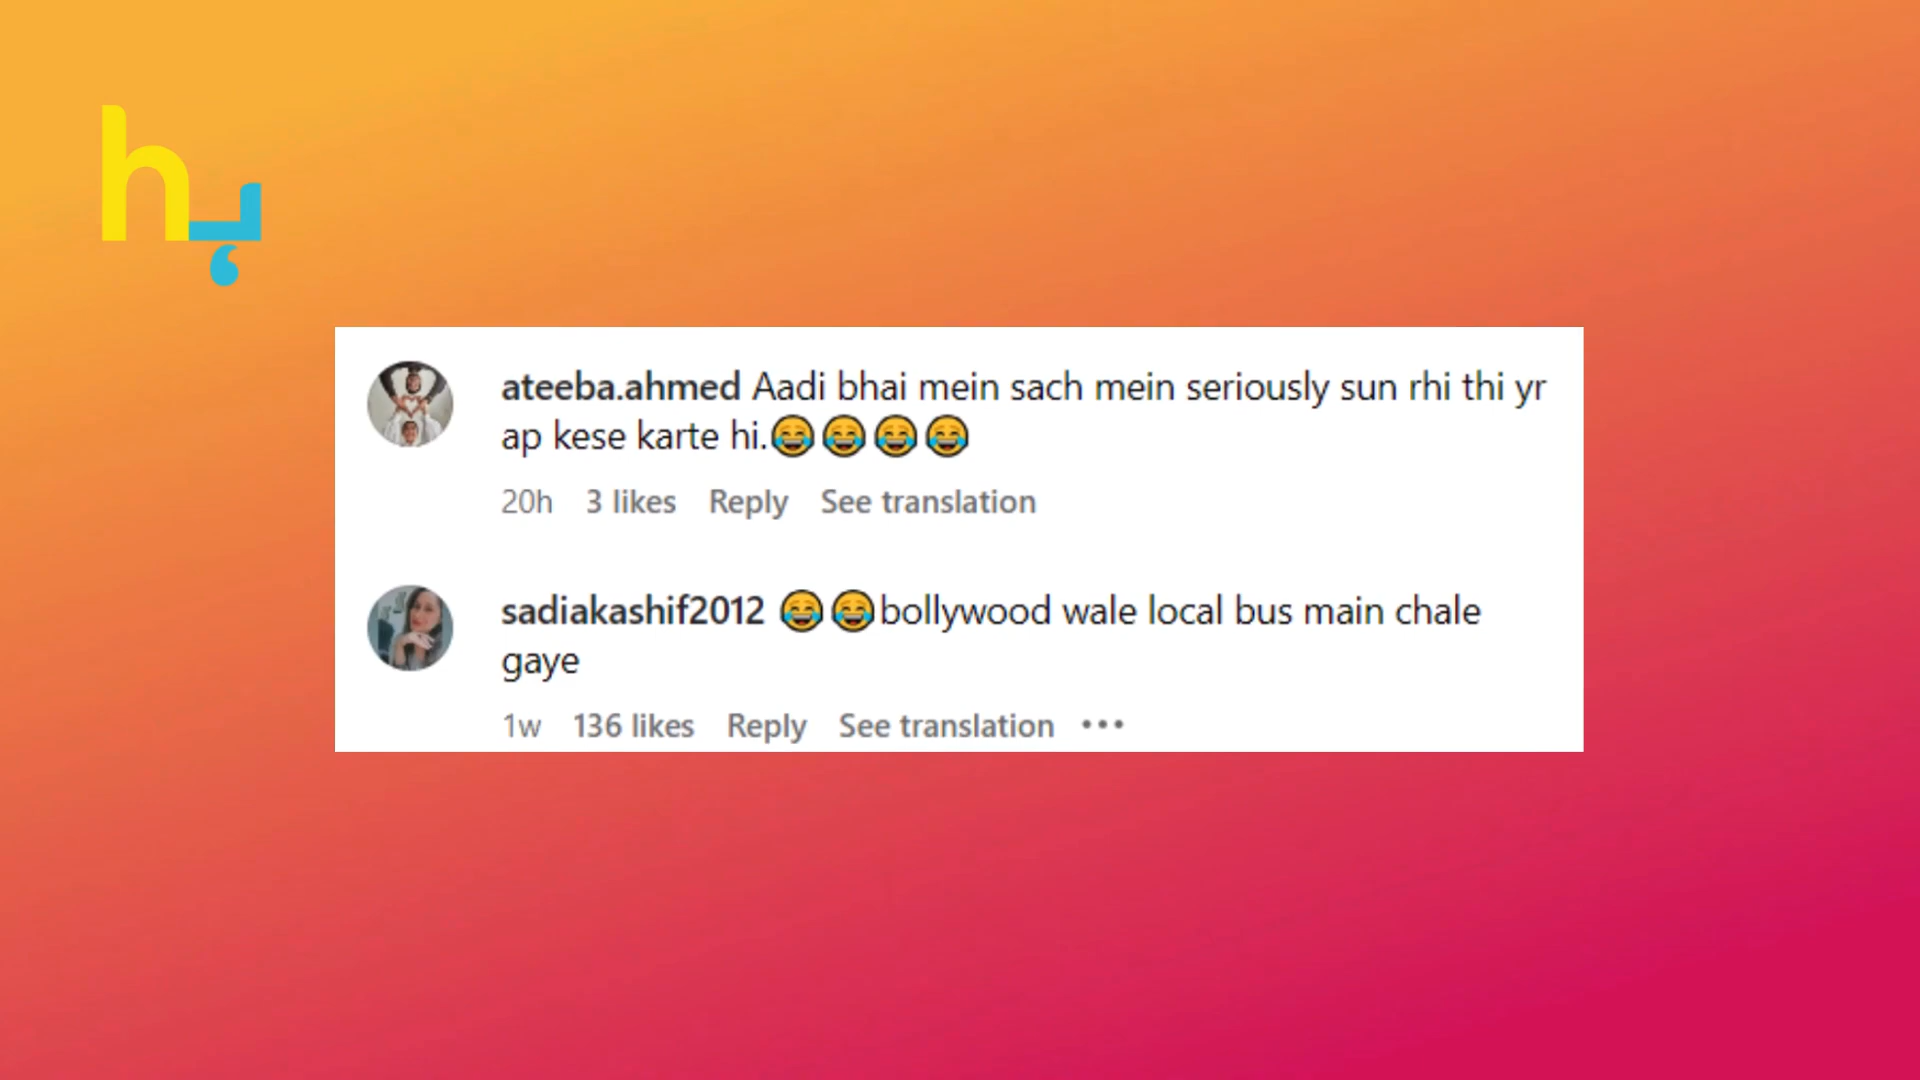 h
ateeba.ahmed Aadi bhai mein sach mein seriously sun rhi thi yr
ap kese karte hi.😂😂😂😂
20h 3 likes Reply See translation
sadiakashif2012 😂😂bollywood wale local bus main chale
gaye
1w 136 likes Reply See translation •••